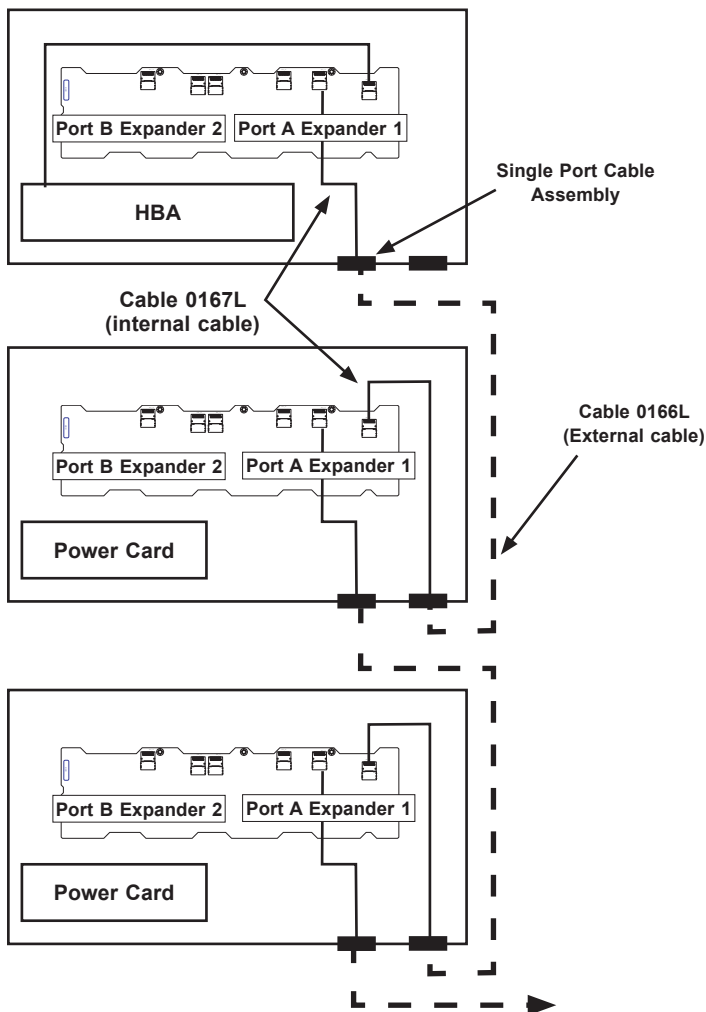 Port B Expander 2
Port A Expander 1
HBA
Single Port Cable
Assembly
Cable 0167L
(internal cable)
Port B Expander 2
Port A Expander 1
Cable 0166L
(External cable)
Power Card
Port B Expander 2
Port A Expander 1
Power Card